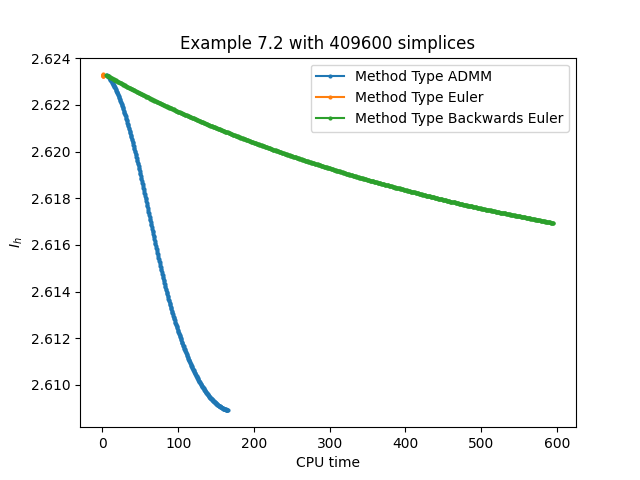 Example 7.2 with 409600 simplices
2.624
2.622
2.620
2.618
2.616
2.614
2.612
2.610
I_h
Method Type ADMM
Method Type Euler
Method Type Backwards Euler
0 100 200 300 400 500 600
CPU time